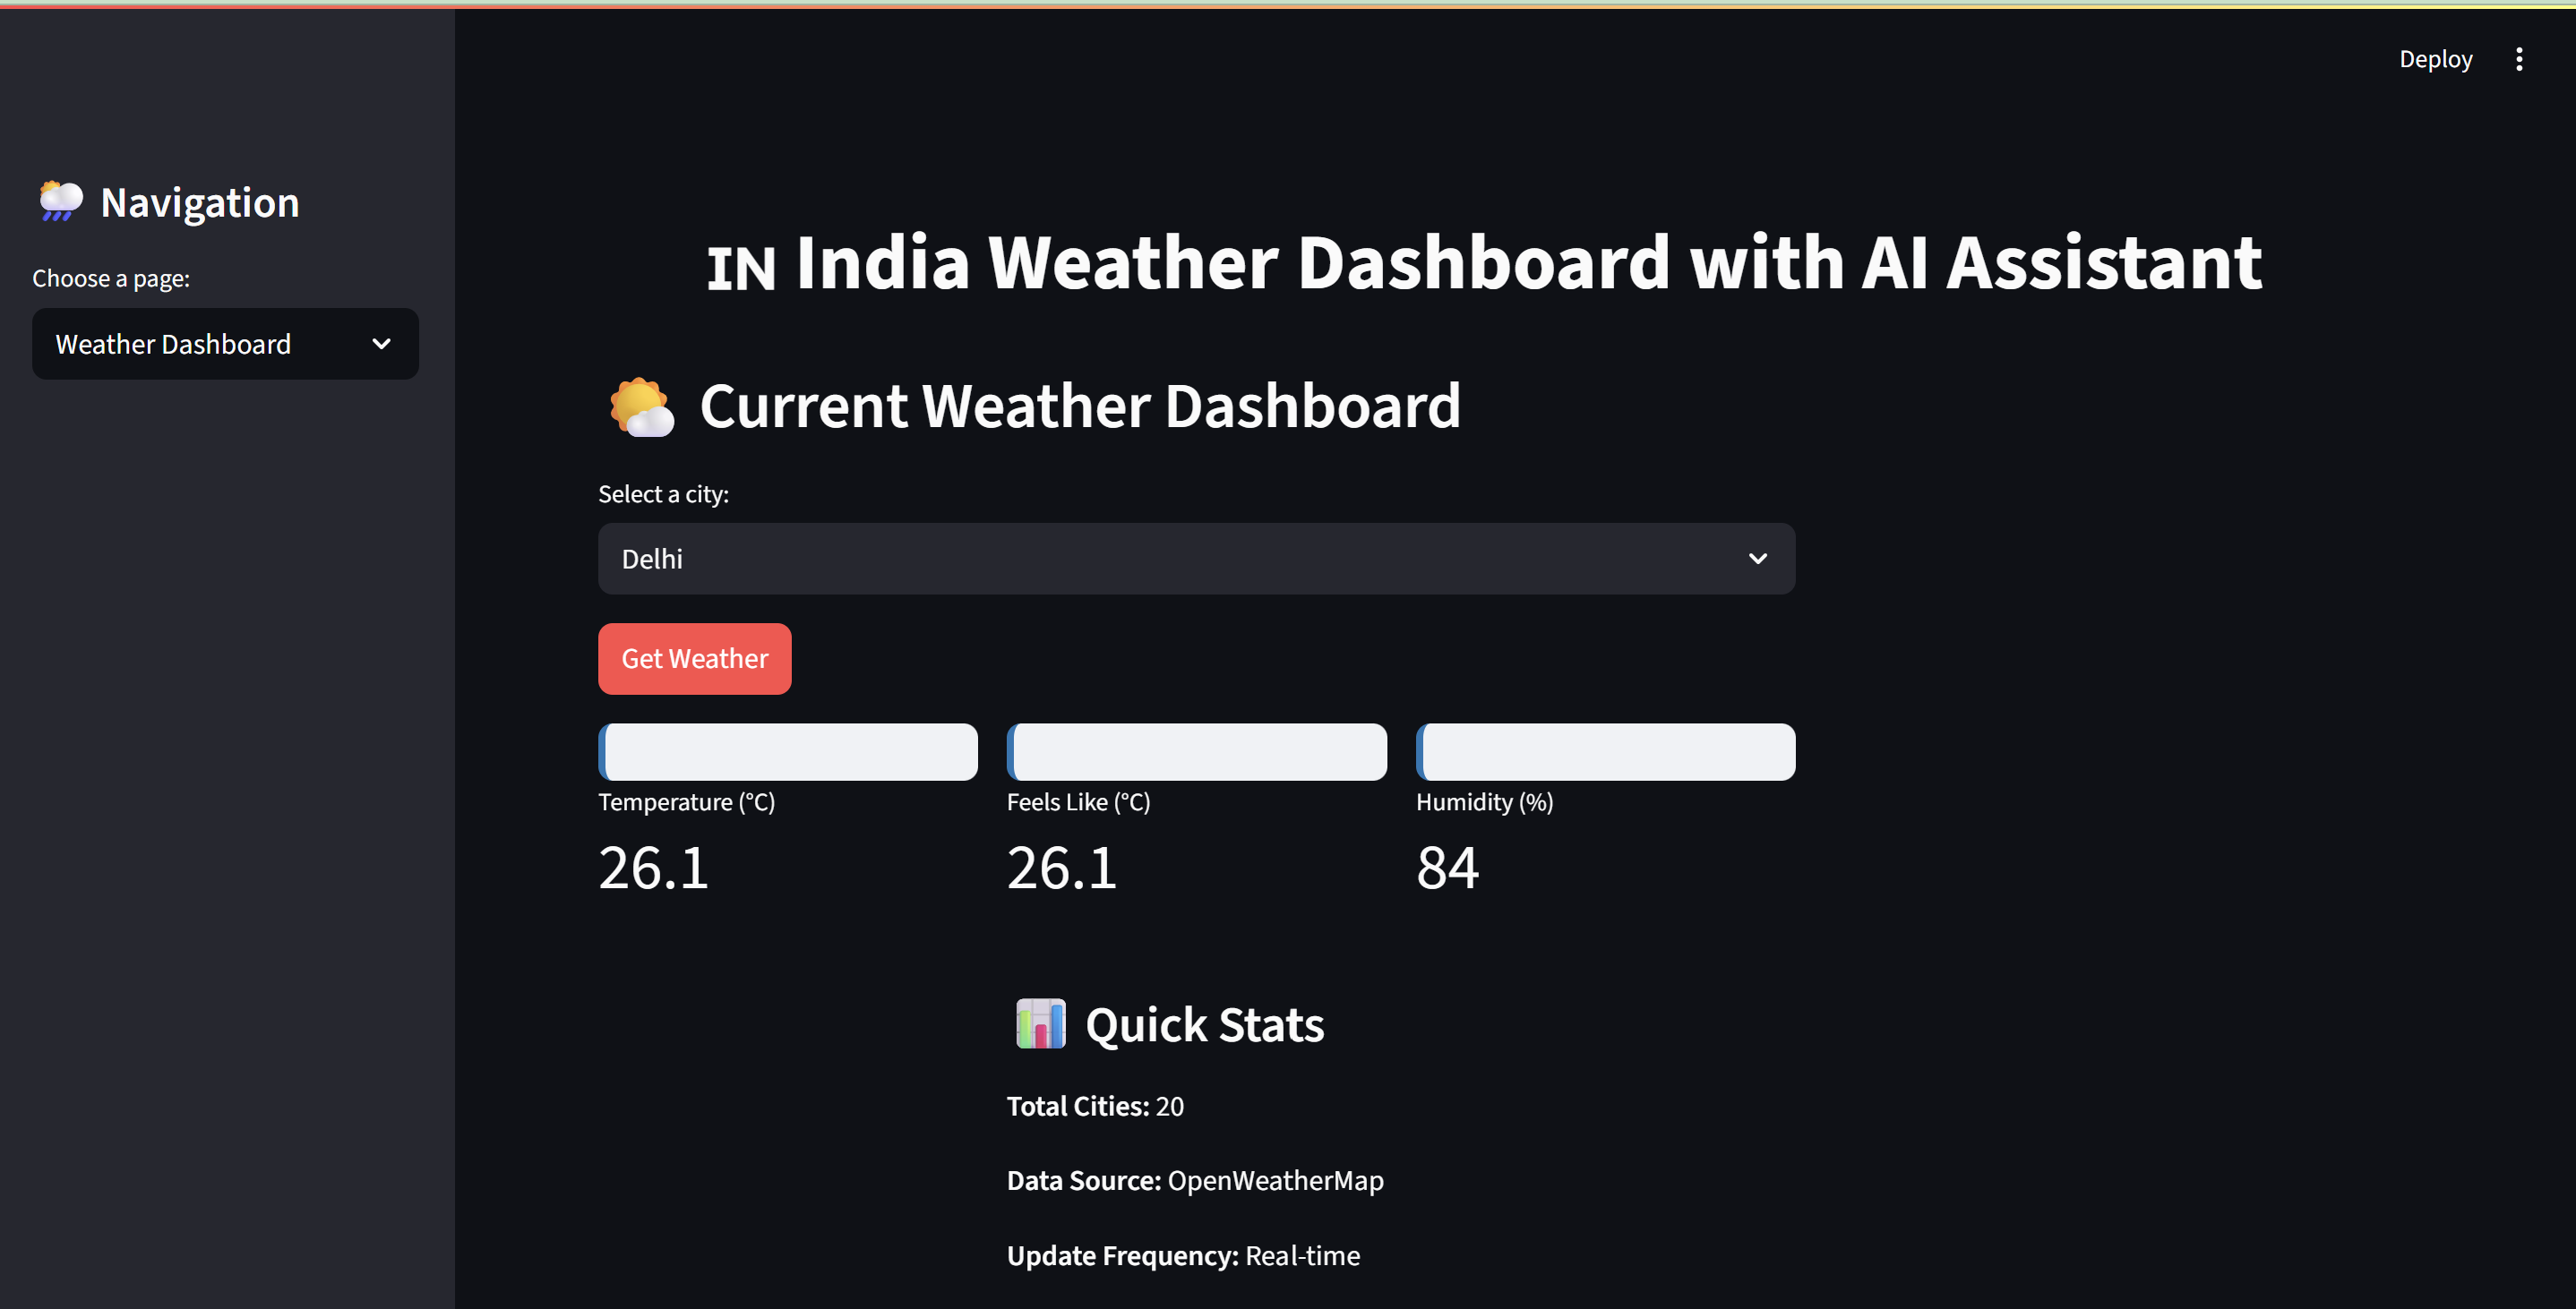 Deploy
Navigation
Choose a page:
Weather Dashboard
IN India Weather Dashboard with AI Assistant
Current Weather Dashboard
Select a city:
Delhi
Get Weather
Temperature (°C)
26.1
Feels Like (°C)
26.1
Humidity (%)
84
Quick Stats
Total Cities: 20
Data Source: OpenWeatherMap
Update Frequency: Real-time